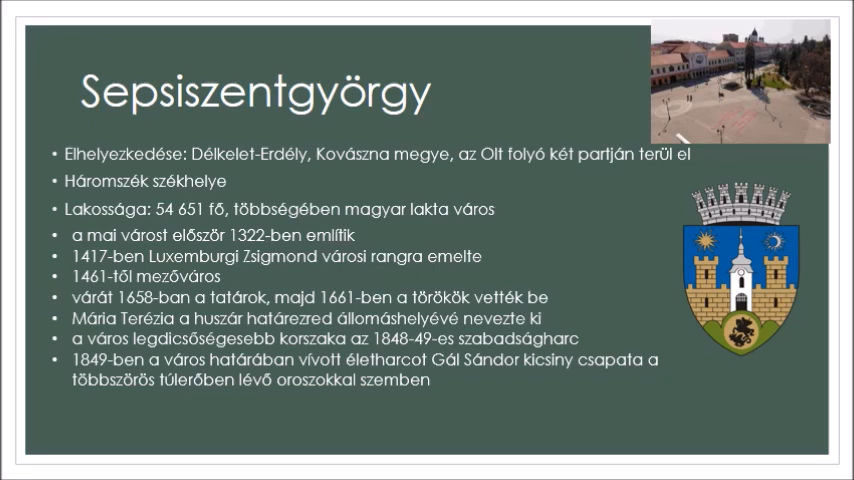 Sepsiszentgyörgy
• Elhelyezkedése: Délkelet-Erdély, Kovászna megye, az Olt folyó két partján terül el
• Háromszék székhelye
• Lakossága: 54 651 fő, többségében magyar lakta város
• a mai várost először 1322-ben említik
• 1417-ben Luxemburgi Zsigmond városi rangra emelte
• 1461-től mezőváros
• várát 1658-ban a tatárok, majd 1661-ben a törökök vették be
• Mária Terézia a huszár határezred állomáshelyévé nevezte ki
• a város legdicsőségesebb korszaka az 1848-49-es szabadságharc
• 1849-ben a város határában vívott életharcot Gál Sándor kicsiny csapata a
többszörös túlerőben lévő oroszokkal szemben